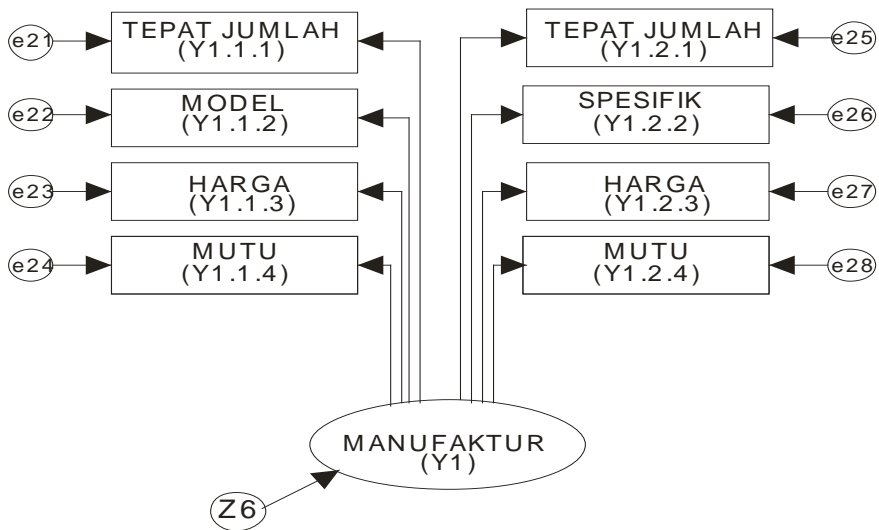 e21
TEPAT JUMLAH
(Y1.1.1)
TEPAT JUMLAH
(Y1.2.1)
e25
e22
MODEL
(Y1.1.2)
SPESIFIK
(Y1.2.2)
e26
e23
HARGA
(Y1.1.3)
HARGA
(Y1.2.3)
e27
e24
MUTU
(Y1.1.4)
MUTU
(Y1.2.4)
e28
MANUFAKTUR
(Y1)
Z6